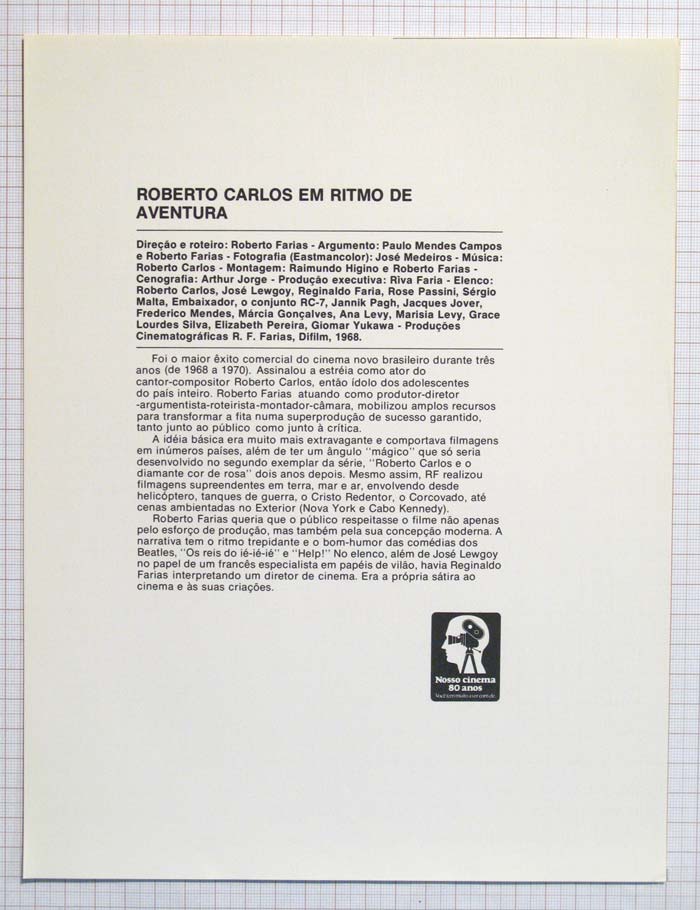 ROBERTO CARLOS EM RITMO DE
AVENTURA
Direção e roteiro: Roberto Farias - Argumento: Paulo Mendes Campos
e Roberto Farias - Fotografia (Eastmancolor): José Medeiros - Música:
Roberto Carlos - Montagem: Raimundo Higino e Roberto Farias -
Cenografia: Arthur Jorge - Produção executiva: Riva Faria - Elenco:
Roberto Carlos, José Lewgoy, Reginaldo Faria, Rose Passini, Sérgio
Malta, Embaixador, o conjunto RC-7, Jannik Pagh, Jacques Jover,
Frederico Mendes, Márcia Gonçalves, Ana Levy, Marisia Levy, Grace
Lourdes Silva, Elizabeth Pereira, Giomar Yukawa - Produções
Cinematográficas R. F. Farias, Difilm, 1968.
Foi o maior êxito comercial do cinema novo brasileiro durante três
anos (de 1968 a 1970). Assinalou a estréia como ator do
cantor-compositor Roberto Carlos, então ídolo dos adolescentes
do país inteiro. Roberto Farias atuando como produtor-diretor
-argumentista-roteirista-montador-câmara, mobilizou amplos recursos
para transformar a fita numa superprodução de sucesso garantido,
tanto junto ao público como junto à crítica.
A idéia básica era muito mais extravagante e comportava filmagens
em inúmeros países, além de ter um ângulo "mágico" que só seria
desenvolvido no segundo exemplar da série, "Roberto Carlos e o
diamante cor de rosa" dois anos depois. Mesmo assim, RF realizou
filmagens supreendentes em terra, mar e ar, envolvendo desde
helicóptero, tanques de guerra, o Cristo Redentor, o Corcovado, até
cenas ambientadas no Exterior (Nova York e Cabo Kennedy).
Roberto Farias queria que o público respeitasse o filme não apenas
pelo esforço de produção, mas também pela sua concepção moderna. A
narrativa tem o ritmo trepidante e o bom-humor das comédias dos
Beatles, "Os reis do ié-ié-ié" e "Help!" No elenco, além de José Lewgoy
no papel de um francês especialista em papéis de vilão, havia Reginaldo
Farias interpretando um diretor de cinema. Era a própria sátira ao
cinema e às suas criações.
Nosso cinema
80 anos
Você tem muito a ver com ele.